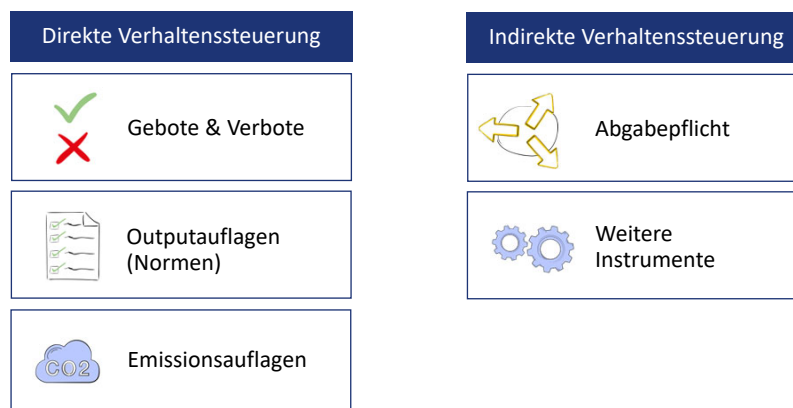 Direkte Verhaltenssteuerung
Gebote & Verbote
Outputauflagen
(Normen)
CO2
Emissionsauflagen
Indirekte Verhaltenssteuerung
Abgabepflicht
Weitere
Instrumente